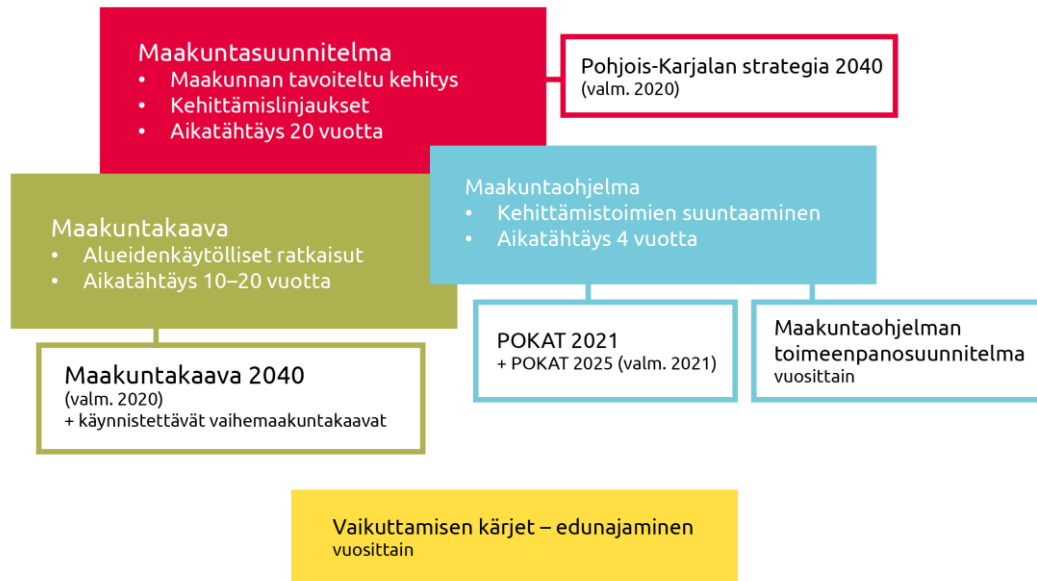 Maakuntasuunnitelma
• Maakunnan tavoiteltu kehitys
• Kehittämislinjaukset
• Aikatähtäys 20 vuotta
Pohjois-Karjalan strategia 2040
(valm. 2020)
Maakuntakaava
• Alueidenkäytölliset ratkaisut
• Aikatähtäys 10–20 vuotta
Maakuntaohjelma
• Kehittämistoimien suuntaaminen
• Aikatähtäys 4 vuotta
Maakuntakaava 2040
(valm. 2020)
+ käynnistettävät vaihemaakuntakaavat
POKAT 2021
+ POKAT 2025 (valm. 2021)
Maakuntaohjelman
toimeenpanosuunnitelma
vuosittain
Vaikuttamisen kärjet – edunajaminen
vuosittain